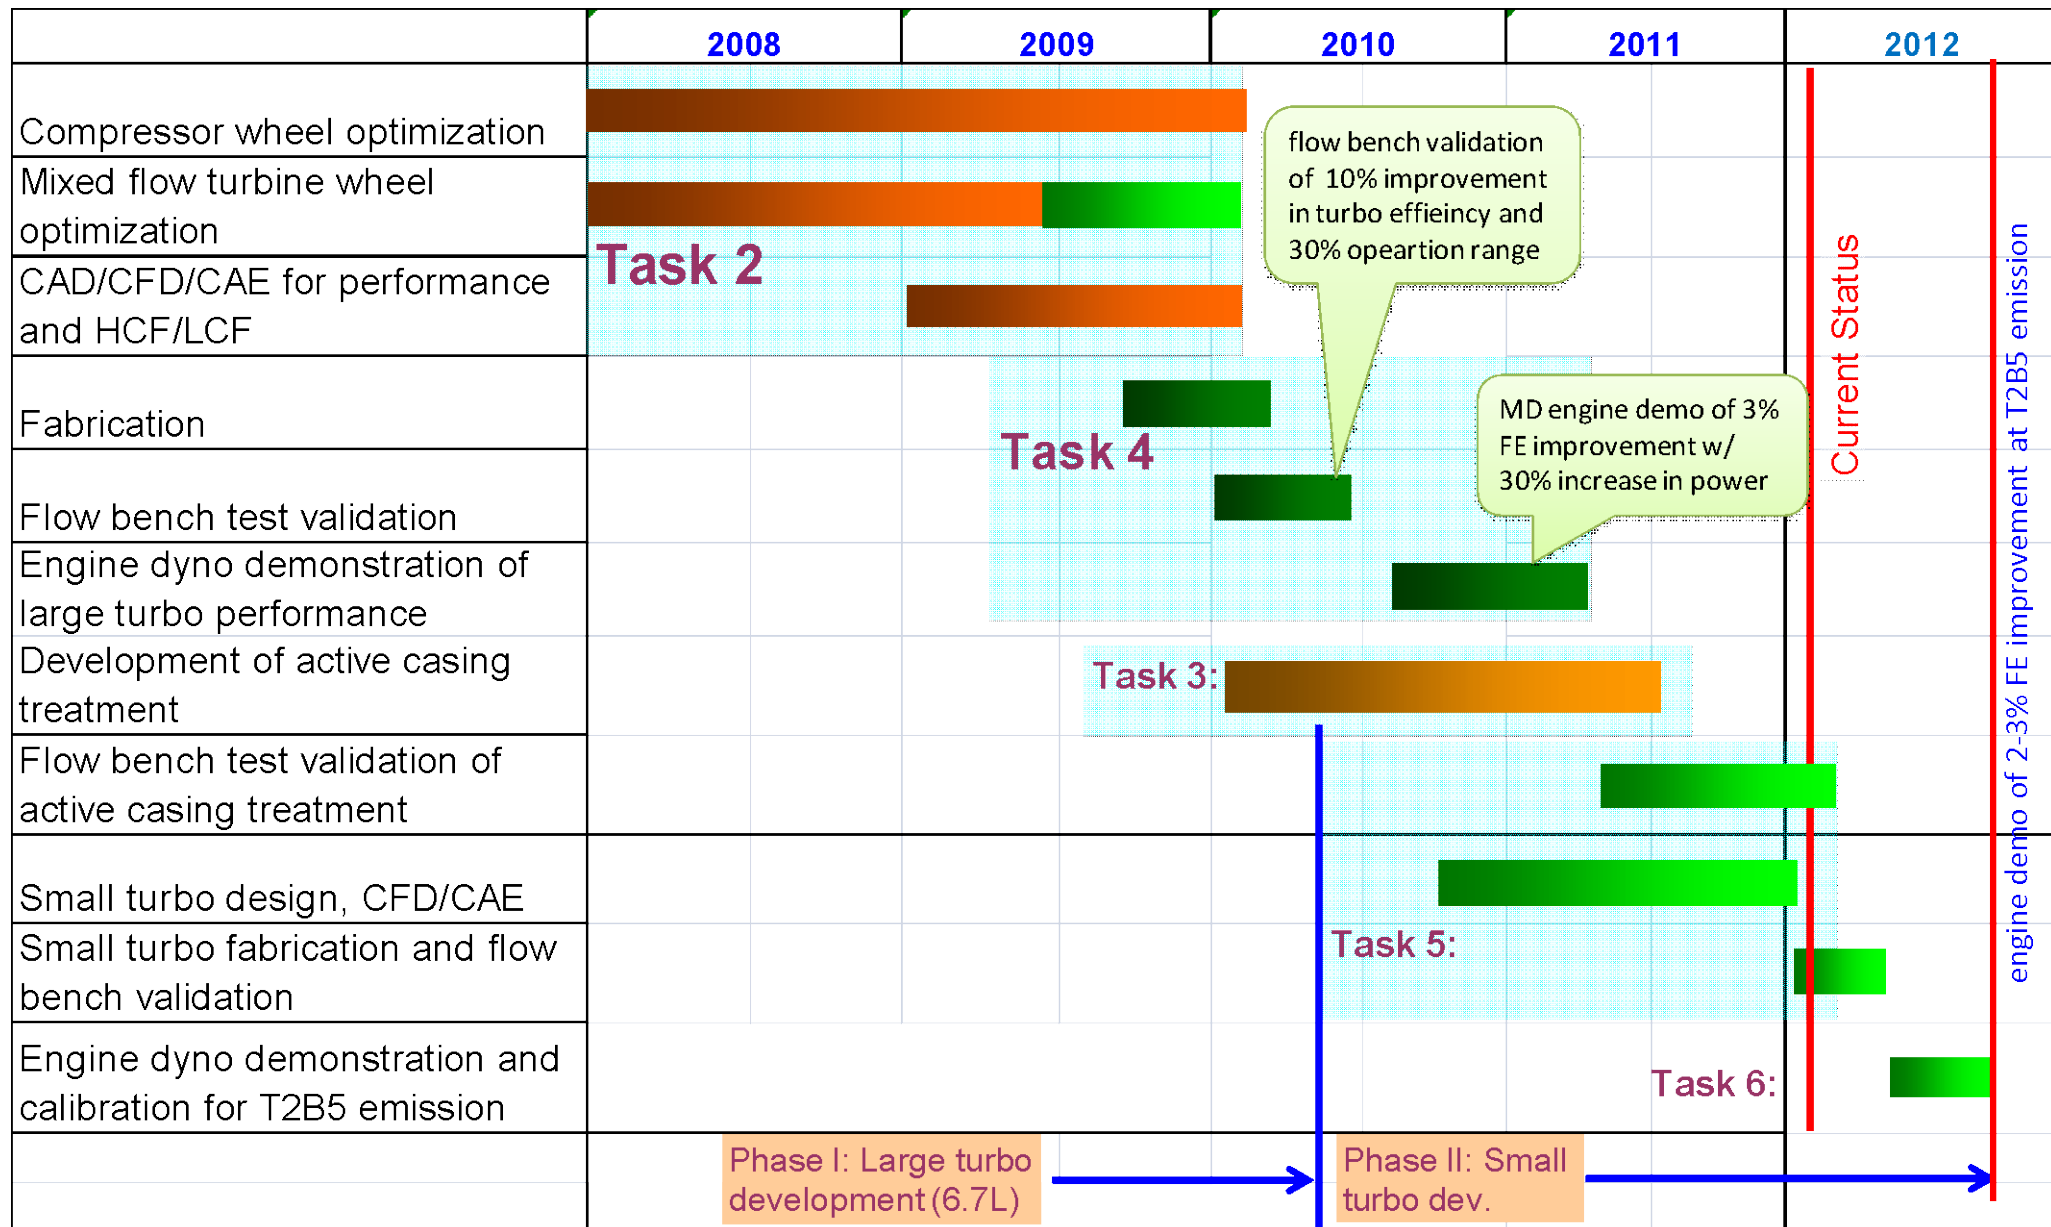 2008 2009 2010 2011 2012
Compressor wheel optimization
Mixed flow turbine wheel
optimization
CAD/CFD/CAE for performance
and HCF/LCF
Task 2
flow bench validation
of 10% improvement
in turbo effieincy and
30% opeartion range
Fabrication
Task 4
Flow bench test validation
MD engine demo of 3%
FE improvement w/
30% increase in power
Engine dyno demonstration of
large turbo performance
Development of active casing
treatment
Task 3:
Flow bench test validation of
active casing treatment
Small turbo design, CFD/CAE
Small turbo fabrication and flow
bench validation
Task 5:
Engine dyno demonstration and
calibration for T2B5 emission
Task 6:
Current Status
engine demo of 2-3% FE improvement at T2B5 emission
Phase I: Large turbo
development (6.7L)
Phase II: Small
turbo dev.